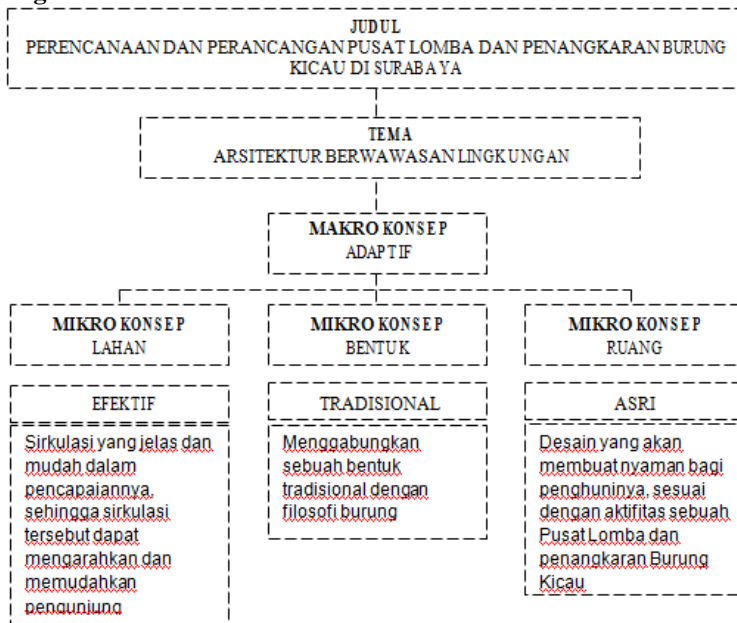 JUDUL
PERENCANAAN DAN PERANCANGAN PUSAT LOMBA DAN PENANGKARAN BURUNG
KICAU DI SURABAYA
TEMA
ARSITEKTUR BERWAWASAN LINGKUNGAN
MAKRO KONSEP
ADAPTIF
MIKRO KONSEP
LAHAN
EFEKTIF
Sirkulasi yang jelas dan
mudah dalam
pencapaiannya,
sehingga sirkulasi
tersebut dapat
mengarahkan dan
memudahkan
pengunjung
MIKRO KONSEP
BENTUK
TRADISIONAL
Menggabungkan
sebuah bentuk
tradisional dengan
filosofi burung
MIKRO KONSEP
RUANG
ASRI
Desain yang akan
membuat nyaman bagi
penghuninya, sesuai
dengan aktifitas sebuah
Pusat Lomba dan
penangkaran Burung
Kicau